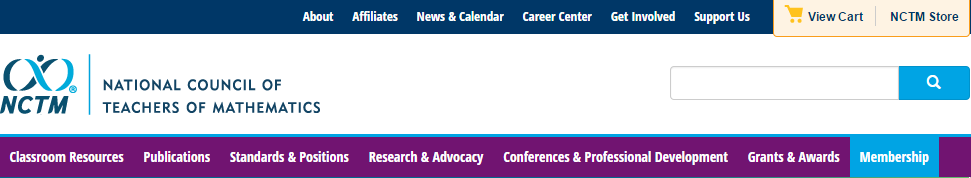 About Affiliates News & Calendar Career Center Get Involved Support Us View Cart NCTM Store
NCTM®
NATIONAL COUNCIL OF
TEACHERS OF MATHEMATICS
Classroom Resources Publications Standards & Positions Research & Advocacy Conferences & Professional Development Grants & Awards Membership